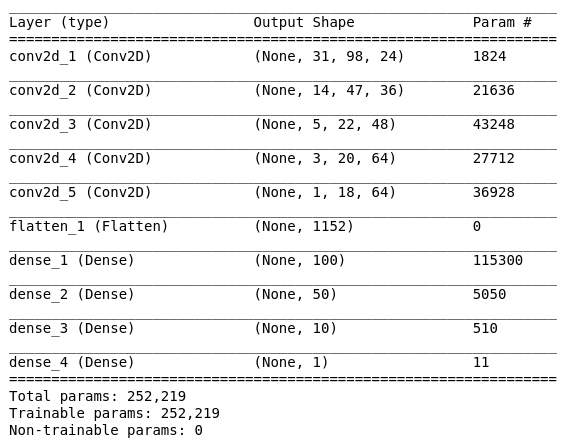 Layer (type) Output Shape Param #
conv2d_1 (Conv2D) (None, 31, 98, 24) 1824
conv2d_2 (Conv2D) (None, 14, 47, 36) 21636
conv2d_3 (Conv2D) (None, 5, 22, 48) 43248
conv2d_4 (Conv2D) (None, 3, 20, 64) 27712
conv2d_5 (Conv2D) (None, 1, 18, 64) 36928
flatten_1 (Flatten) (None, 1152) 0
dense_1 (Dense) (None, 100) 115300
dense_2 (Dense) (None, 50) 5050
dense_3 (Dense) (None, 10) 510
dense_4 (Dense) (None, 1) 11
Total params: 252,219
Trainable params: 252,219
Non-trainable params: 0